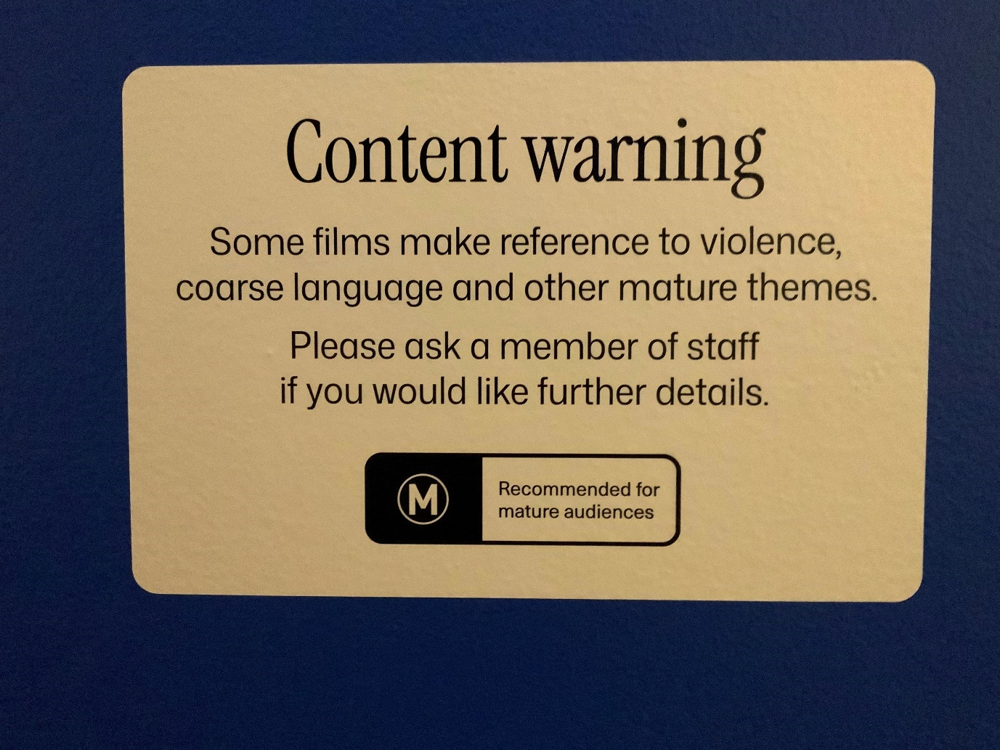 Content warning
Some films make reference to violence,
coarse language and other mature themes.
Please ask a member of staff
if you would like further details.
M
Recommended for
mature audiences